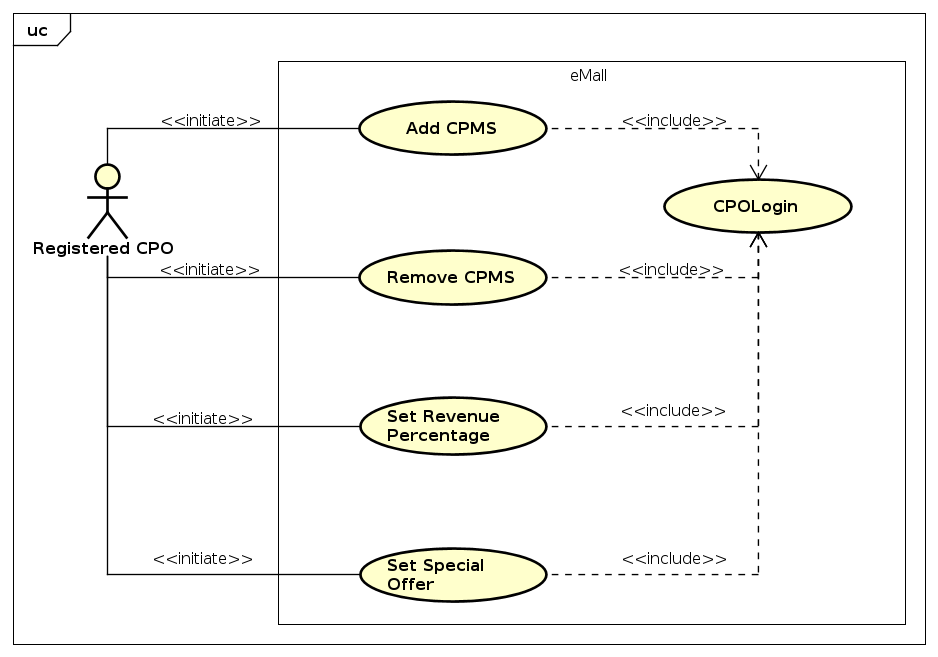 uc
eMall
<<initiate>>
Add CPMS
<<include>>
CPOLogin
Registered CPO
<<initiate>>
Remove CPMS
<<include>>
<<initiate>>
Set Revenue
Percentage
<<include>>
<<initiate>>
Set Special
Offer
<<include>>